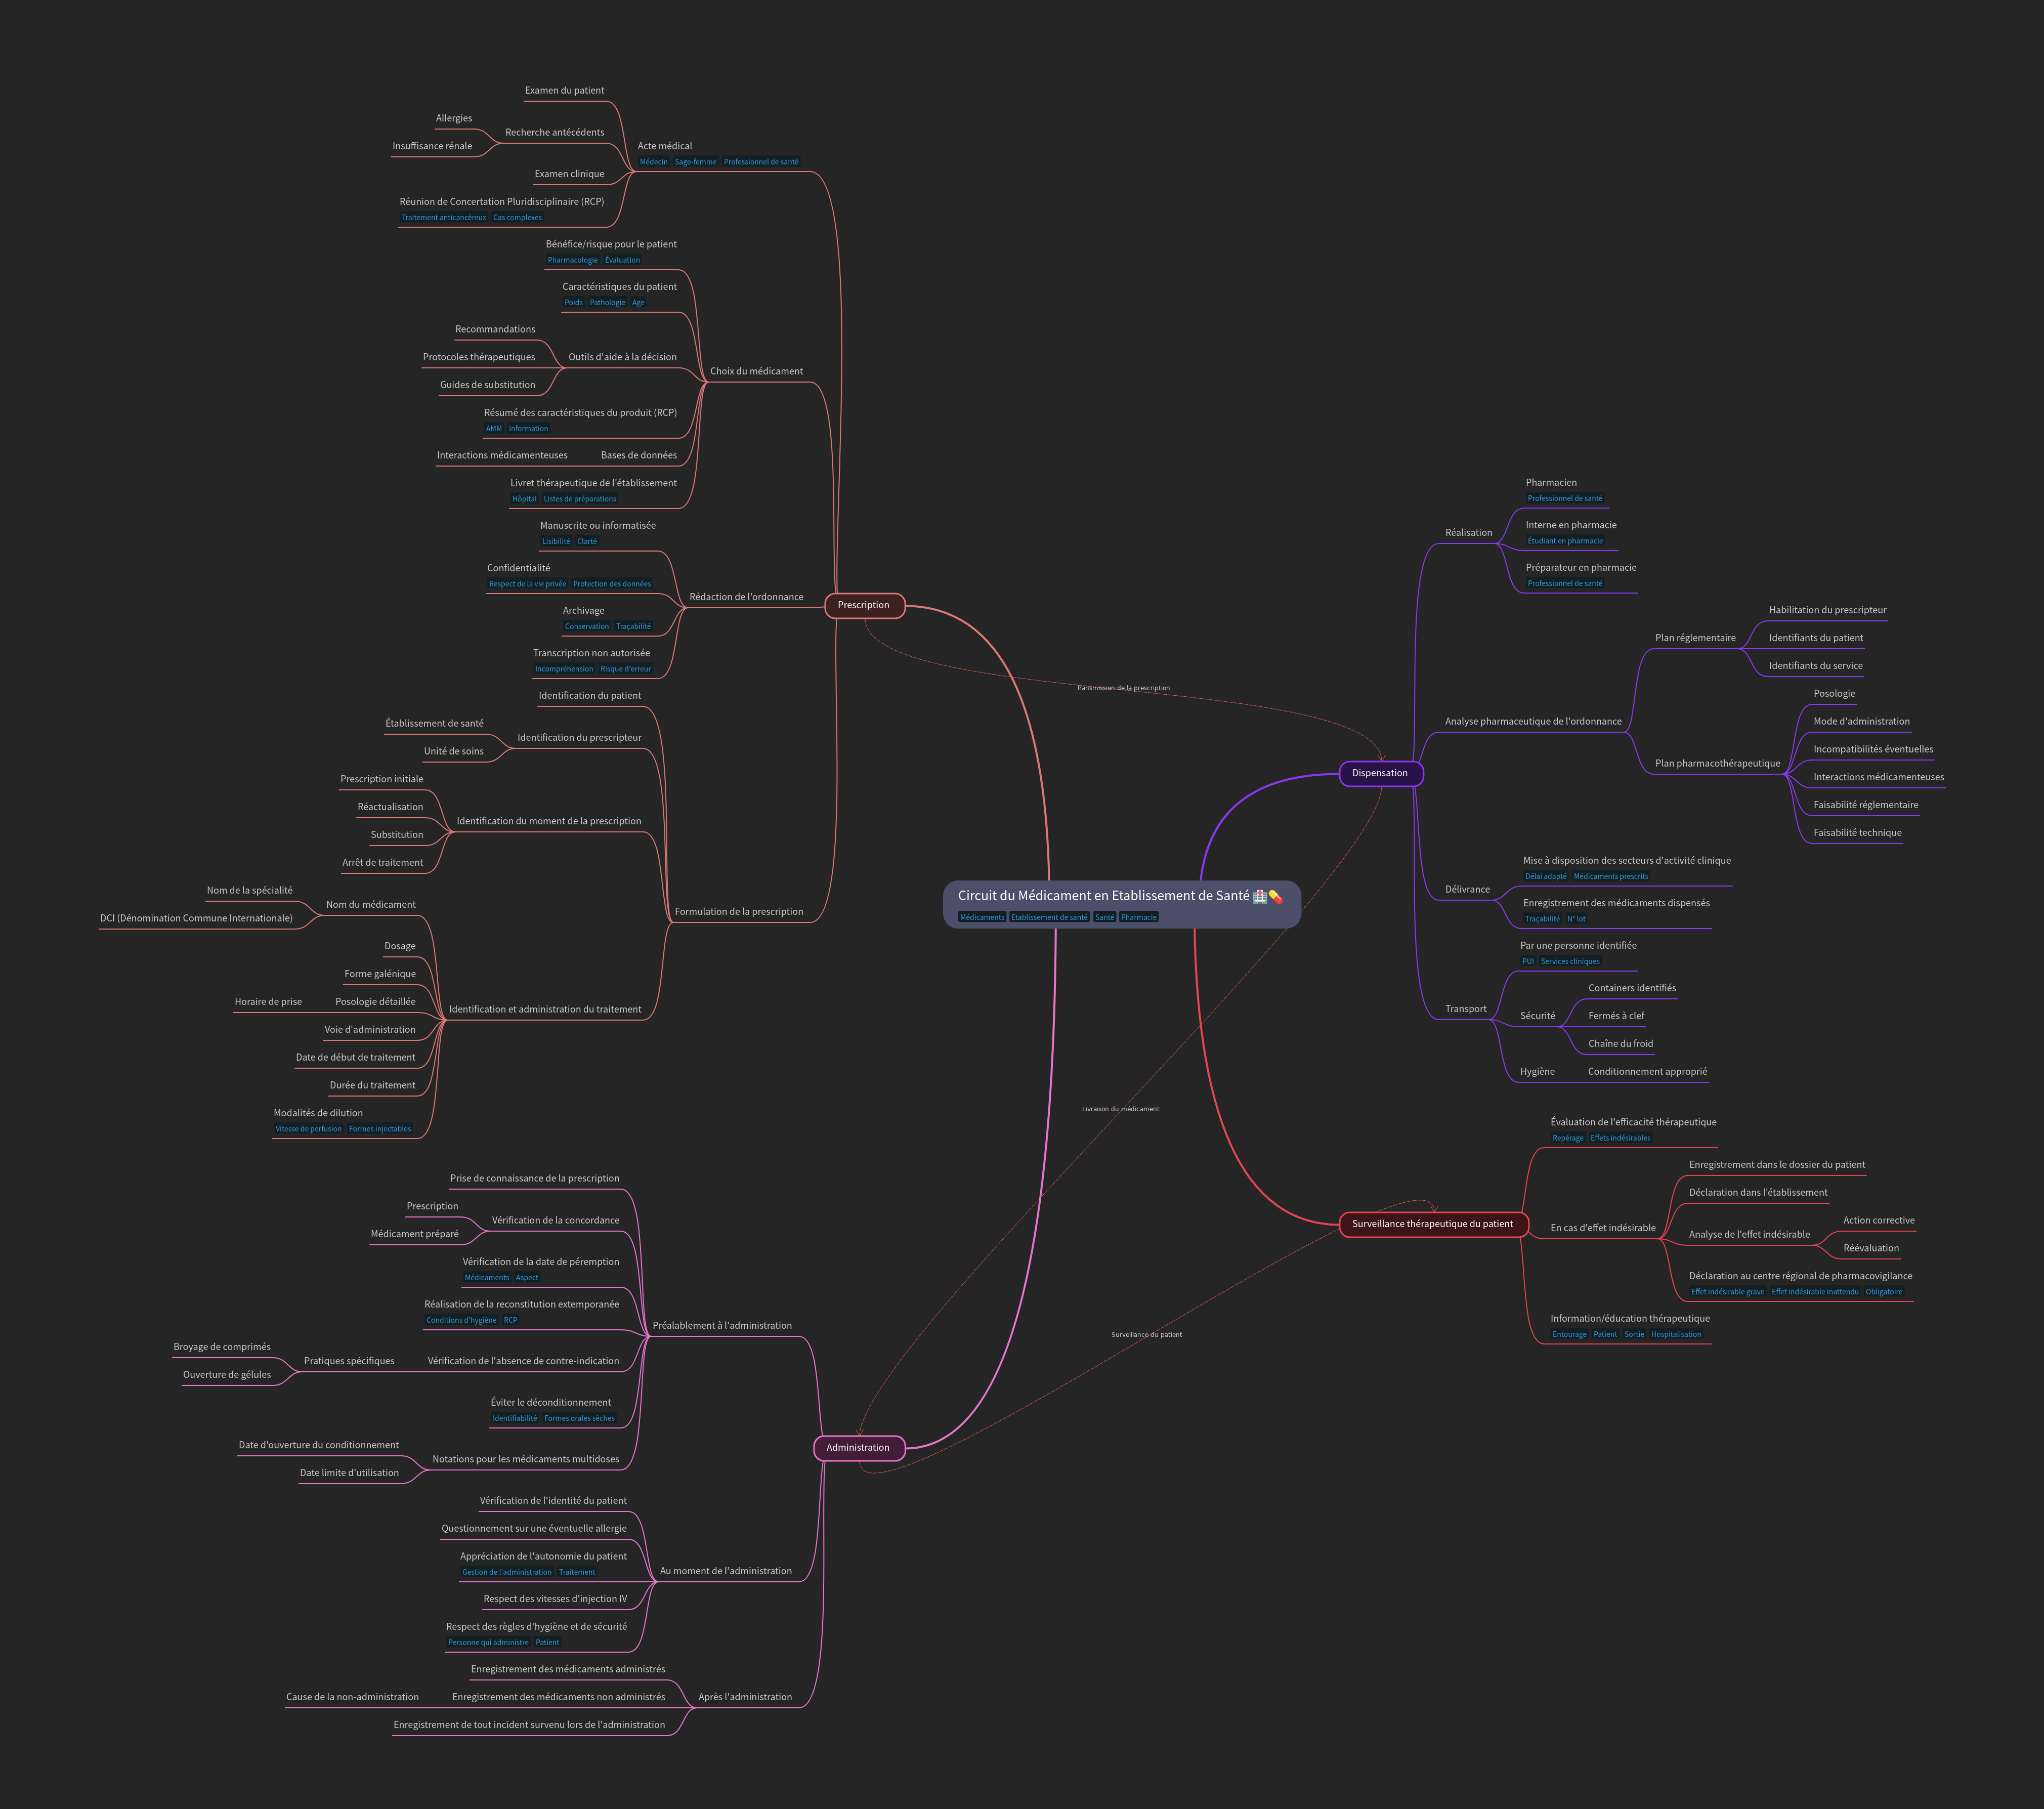 Circuit du Médicament en Etablissement de Santé 🏥💊
Médicaments Etablissement de santé Santé Pharmacie
Prescription
Acte médical
Médecin Sage-femme Professionnel de santé
Examen du patient
Recherche antécédents
Allergies
Insuffisance rénale
Examen clinique
Réunion de Concertation Pluridisciplinaire (RCP)
Traitement anticancéreux Cas complexes
Choix du médicament
Bénéfice/risque pour le patient
Pharmacologie Évaluation
Caractéristiques du patient
Poids Pathologie Age
Outils d'aide à la décision
Recommandations
Protocoles thérapeutiques
Guides de substitution
Résumé des caractéristiques du produit (RCP)
AMM Information
Bases de données
Interactions médicamenteuses
Livret thérapeutique de l'établissement
Hôpital Listes de préparations
Rédaction de l'ordonnance
Manuscrite ou informatisée
Lisibilité Clarté
Confidentialité
Respect de la vie privée Protection des données
Archivage
Conservation Traçabilité
Transcription non autorisée
Incompréhension Risque d'erreur
Formulation de la prescription
Identification du patient
Identification du prescripteur
Établissement de santé
Unité de soins
Identification du moment de la prescription
Prescription initiale
Réactualisation
Substitution
Arrêt de traitement
Identification et administration du traitement
Nom du médicament
Nom de la spécialité
DCI (Dénomination Commune Internationale)
Dosage
Forme galénique
Posologie détaillée
Horaire de prise
Voie d'administration
Date de début de traitement
Durée du traitement
Modalités de dilution
Vitesse de perfusion Formes injectables
Transmission de la prescription
Dispensation
Réalisation
Pharmacien
Professionnel de santé
Interne en pharmacie
Étudiant en pharmacie
Préparateur en pharmacie
Professionnel de santé
Analyse pharmaceutique de l'ordonnance
Plan réglementaire
Habilitation du prescripteur
Identifiants du patient
Identifiants du service
Plan pharmacothérapeutique
Posologie
Mode d'administration
Incompatibilités éventuelles
Interactions médicamenteuses
Faisabilité réglementaire
Faisabilité technique
Délivrance
Mise à disposition des secteurs d'activité clinique
Délai adapté Médicaments prescrits
Enregistrement des médicaments dispensés
Traçabilité N° lot
Transport
Par une personne identifiée
PUI Services cliniques
Sécurité
Containers identifiés
Fermés à clef
Chaîne du froid
Hygiène
Conditionnement approprié
Livraison du médicament
Administration
Préalablement à l'administration
Prise de connaissance de la prescription
Vérification de la concordance
Prescription
Médicament préparé
Vérification de la date de péremption
Médicaments Aspect
Réalisation de la reconstitution extemporanée
Conditions d'hygiène RCP
Vérification de l'absence de contre-indication
Pratiques spécifiques
Broyage de comprimés
Ouverture de gélules
Éviter le déconditionnement
Identifiabilité Formes orales sèches
Notations pour les médicaments multidoses
Date d'ouverture du conditionnement
Date limite d'utilisation
Au moment de l'administration
Vérification de l'identité du patient
Questionnement sur une éventuelle allergie
Appréciation de l'autonomie du patient
Gestion de l'administration Traitement
Respect des vitesses d'injection IV
Respect des règles d'hygiène et de sécurité
Personne qui administre Patient
Après l'administration
Enregistrement des médicaments administrés
Enregistrement des médicaments non administrés
Cause de la non-administration
Enregistrement de tout incident survenu lors de l'administration
Surveillance du patient
Surveillance thérapeutique du patient
Évaluation de l'efficacité thérapeutique
Repérage Effets indésirables
En cas d'effet indésirable
Enregistrement dans le dossier du patient
Déclaration dans l'établissement
Analyse de l'effet indésirable
Action corrective
Réévaluation
Déclaration au centre régional de pharmacovigilance
Effet indésirable grave Effet indésirable inattendu Obligatoire
Information/éducation thérapeutique
Entourage Patient Sortie Hospitalisation